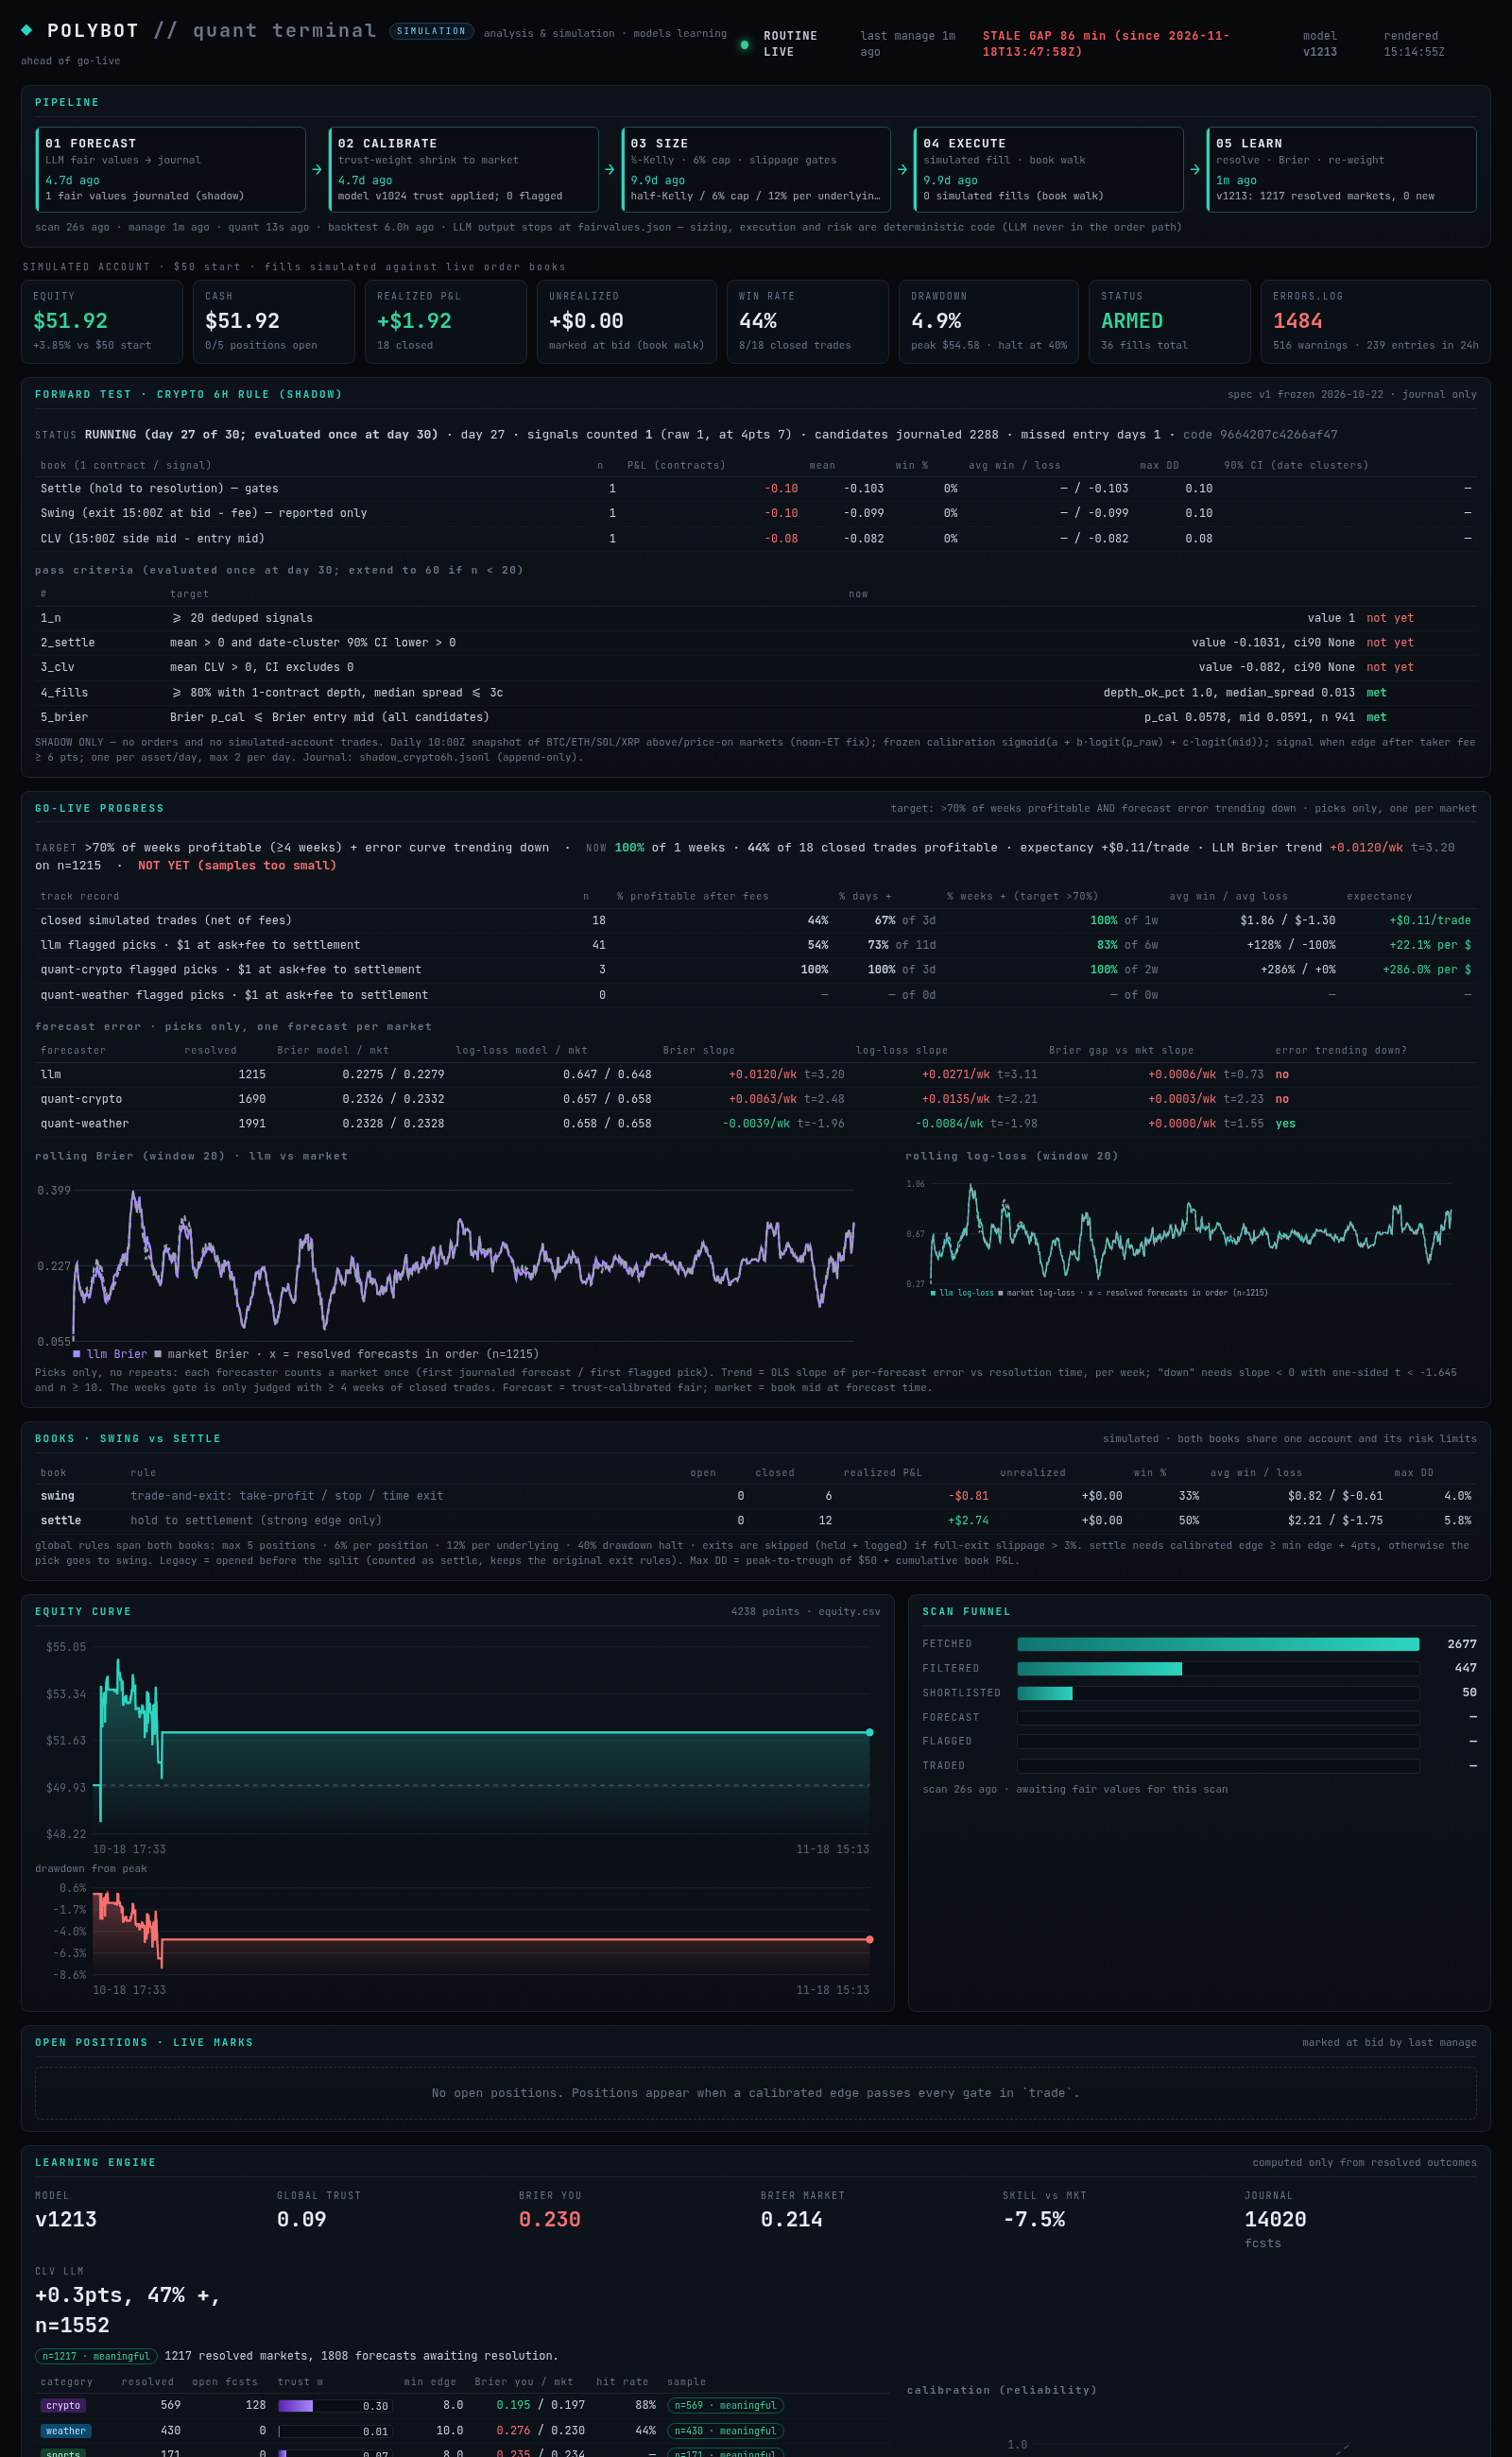 ◆ POLYBOT // quant terminal SIMULATION analysis & simulation · models learning ahead of go-live
ROUTINE LIVE
last manage 1m ago
STALE GAP 86 min (since 2026-11-18T13:47:58Z)
model v1213
rendered 15:14:55Z
PIPELINE
01 FORECAST
LLM fair values → journal
4.7d ago
1 fair values journaled (shadow)
→
02 CALIBRATE
trust-weight shrink to market
4.7d ago
model v1024 trust applied; 0 flagged
→
03 SIZE
½-Kelly · 6% cap · slippage gates
9.9d ago
half-Kelly / 6% cap / 12% per underlyin…
→
04 EXECUTE
simulated fill · book walk
9.9d ago
0 simulated fills (book walk)
→
05 LEARN
resolve · Brier · re-weight
1m ago
v1213: 1217 resolved markets, 0 new
scan 26s ago · manage 1m ago · quant 13s ago · backtest 6.0h ago · LLM output stops at fairvalues.json — sizing, execution and risk are deterministic code (LLM never in the order path)
SIMULATED ACCOUNT · $50 start · fills simulated against live order books
EQUITY
$51.92
+3.85% vs $50 start
CASH
$51.92
0/5 positions open
REALIZED P&L
+$1.92
18 closed
UNREALIZED
+$0.00
marked at bid (book walk)
WIN RATE
44%
8/18 closed trades
DRAWDOWN
4.9%
peak $54.58 · halt at 40%
STATUS
ARMED
36 fills total
ERRORS.LOG
1484
516 warnings · 239 entries in 24h
FORWARD TEST · CRYPTO 6H RULE (SHADOW) spec v1 frozen 2026-10-22 · journal only
STATUS RUNNING (day 27 of 30; evaluated once at day 30) · day 27 · signals counted 1 (raw 1, at 4pts 7) · candidates journaled 2288 · missed entry days 1 · code 9664207c4266af47
book (1 contract / signal) n P&L (contracts) mean win % avg win / loss max DD 90% CI (date clusters)
Settle (hold to resolution) — gates 1 -0.10 -0.103 0% — / -0.103 0.10 —
Swing (exit 15:00Z at bid - fee) — reported only 1 -0.10 -0.099 0% — / -0.099 0.10 —
CLV (15:00Z side mid - entry mid) 1 -0.08 -0.082 0% — / -0.082 0.08 —
pass criteria (evaluated once at day 30; extend to 60 if n < 20)
# target now
1_n ⩾ 20 deduped signals value 1 not yet
2_settle mean > 0 and date-cluster 90% CI lower > 0 value -0.1031, ci90 None not yet
3_clv mean CLV > 0, CI excludes 0 value -0.082, ci90 None not yet
4_fills ⩾ 80% with 1-contract depth, median spread ⩽ 3c depth_ok_pct 1.0, median_spread 0.013 met
5_brier Brier p_cal ⩽ Brier entry mid (all candidates) p_cal 0.0578, mid 0.0591, n 941 met
SHADOW ONLY — no orders and no simulated-account trades. Daily 10:00Z snapshot of BTC/ETH/SOL/XRP above/price-on markets (noon-ET fix); frozen calibration sigmoid(a + b·logit(p_raw) + c·logit(mid)); signal when edge after taker fee
≥ 6 pts; one per asset/day, max 2 per day. Journal: shadow_crypto6h.jsonl (append-only).
GO-LIVE PROGRESS target: >70% of weeks profitable AND forecast error trending down · picks only, one per market
TARGET >70% of weeks profitable (≥4 weeks) + error curve trending down · NOW 100% of 1 weeks · 44% of 18 closed trades profitable · expectancy +$0.11/trade · LLM Brier trend +0.0120/wk t=3.20
on n=1215 · NOT YET (samples too small)
track record n % profitable after fees % days + % weeks + (target >70%) avg win / avg loss expectancy
closed simulated trades (net of fees) 18 44% 67% of 3d 100% of 1w $1.86 / $-1.30 +$0.11/trade
llm flagged picks · $1 at ask+fee to settlement 41 54% 73% of 11d 83% of 6w +128% / -100% +22.1% per $
quant-crypto flagged picks · $1 at ask+fee to settlement 3 100% 100% of 3d 100% of 2w +286% / +0% +286.0% per $
quant-weather flagged picks · $1 at ask+fee to settlement 0 — — of 0d — of 0w — —
forecast error · picks only, one forecast per market
forecaster resolved Brier model / mkt log-loss model / mkt Brier slope log-loss slope Brier gap vs mkt slope error trending down?
llm 1215 0.2275 / 0.2279 0.647 / 0.648 +0.0120/wk t=3.20 +0.0271/wk t=3.11 +0.0006/wk t=0.73 no
quant-crypto 1690 0.2326 / 0.2332 0.657 / 0.658 +0.0063/wk t=2.48 +0.0135/wk t=2.21 +0.0003/wk t=2.23 no
quant-weather 1991 0.2328 / 0.2328 0.658 / 0.658 -0.0039/wk t=-1.96 -0.0084/wk t=-1.98 +0.0000/wk t=1.55 yes
rolling Brier (window 20) · llm vs market
0.399
0.227
0.055
■ llm Brier ■ market Brier · x = resolved forecasts in order (n=1215)
rolling log-loss (window 20)
1.06
0.67
0.27
■ llm log-loss ■ market log-loss · x = resolved forecasts in order (n=1215)
Picks only, no repeats: each forecaster counts a market once (first journaled forecast / first flagged pick). Trend = OLS slope of per-forecast error vs resolution time, per week; "down" needs slope < 0 with one-sided t < -1.645
and n ≥ 10. The weeks gate is only judged with ≥ 4 weeks of closed trades. Forecast = trust-calibrated fair; market = book mid at forecast time.
BOOKS · SWING vs SETTLE simulated · both books share one account and its risk limits
book rule open closed realized P&L unrealized win % avg win / loss max DD
swing trade-and-exit: take-profit / stop / time exit 0 6 -$0.81 +$0.00 33% $0.82 / $-0.61 4.0%
settle hold to settlement (strong edge only) 0 12 +$2.74 +$0.00 50% $2.21 / $-1.75 5.8%
global rules span both books: max 5 positions · 6% per position · 12% per underlying · 40% drawdown halt · exits are skipped (held + logged) if full-exit slippage > 3%. settle needs calibrated edge ≥ min edge + 4pts, otherwise the
pick goes to swing. Legacy = opened before the split (counted as settle, keeps the original exit rules). Max DD = peak-to-trough of $50 + cumulative book P&L.
EQUITY CURVE 4238 points · equity.csv
$55.05
$53.34
$51.63
$49.93
$48.22
10-18 17:33 11-18 15:13
drawdown from peak
0.6%
-1.7%
-4.0%
-6.3%
-8.6%
10-18 17:33 11-18 15:13
SCAN FUNNEL
FETCHED 2677
FILTERED 447
SHORTLISTED 50
FORECAST —
FLAGGED —
TRADED —
scan 26s ago · awaiting fair values for this scan
OPEN POSITIONS · LIVE MARKS marked at bid by last manage
No open positions. Positions appear when a calibrated edge passes every gate in `trade`.
LEARNING ENGINE computed only from resolved outcomes
MODEL
v1213
GLOBAL TRUST
0.09
BRIER YOU
0.230
BRIER MARKET
0.214
SKILL vs MKT
-7.5%
JOURNAL
14020
fcsts
CLV LLM
+0.3pts, 47% +,
n=1552
n=1217 · meaningful 1217 resolved markets, 1808 forecasts awaiting resolution.
category resolved open fcsts trust w min edge Brier you / mkt hit rate sample
crypto 569 128 0.30 8.0 0.195 / 0.197 88% n=569 · meaningful
weather 430 0 0.01 10.0 0.276 / 0.230 44% n=430 · meaningful
sports 171 0 0.07 8.0 0.235 / 0.234 — n=171 · meaningful
calibration (reliability)
1.0